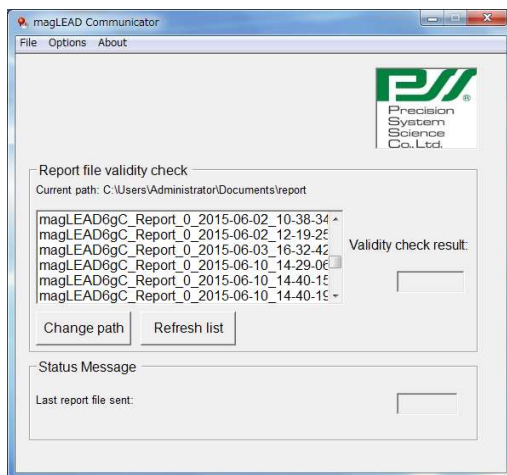 magLEAD Communicator
File Options About
PSS®
Precision
System
Science
Co.,Ltd.
Report file validity check
Current path: C:\Users\Administrator\Documents\report
magLEAD6gC_Report_0_2015-06-02_10-38-34
magLEAD6gC_Report_0_2015-06-02_12-19-25
magLEAD6gC_Report_0_2015-06-03_16-32-42
magLEAD6gC_Report_0_2015-06-10_14-29-06
magLEAD6gC_Report_0_2015-06-10_14-40-15
magLEAD6gC_Report_0_2015-06-10_14-40-19
Validity check result:
Change path Refresh list
Status Message
Last report file sent: